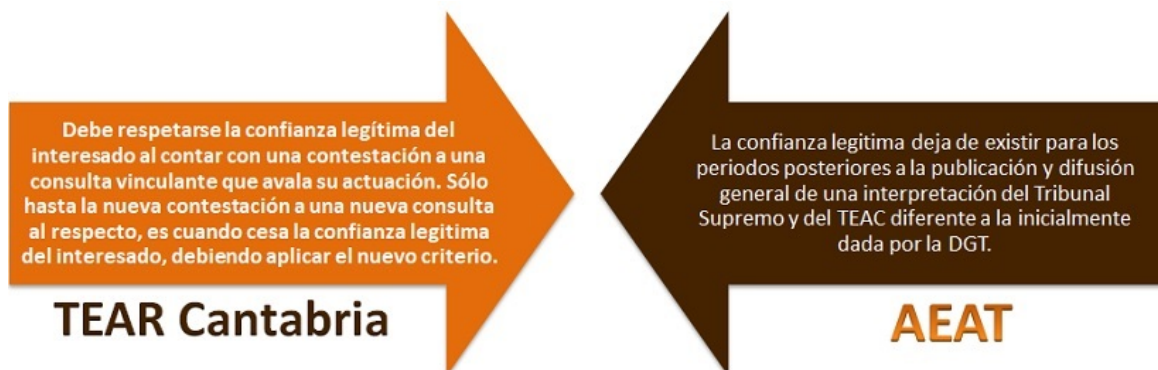 Debe respetarse la confianza legítima del
interesado al contar con una contestación a una
consulta vinculante que avala su actuación. Sólo
hasta la nueva contestación a una nueva consulta
al respecto, es cuando cesa la confianza legitima
del interesado, debiendo aplicar el nuevo criterio.
TEAR Cantabria
La confianza legitima deja de existir para los
periodos posteriores a la publicación y difusión
general de una interpretación del Tribunal
Supremo y del TEAC diferente a la inicialmente
dada por la DGT.
AEAT